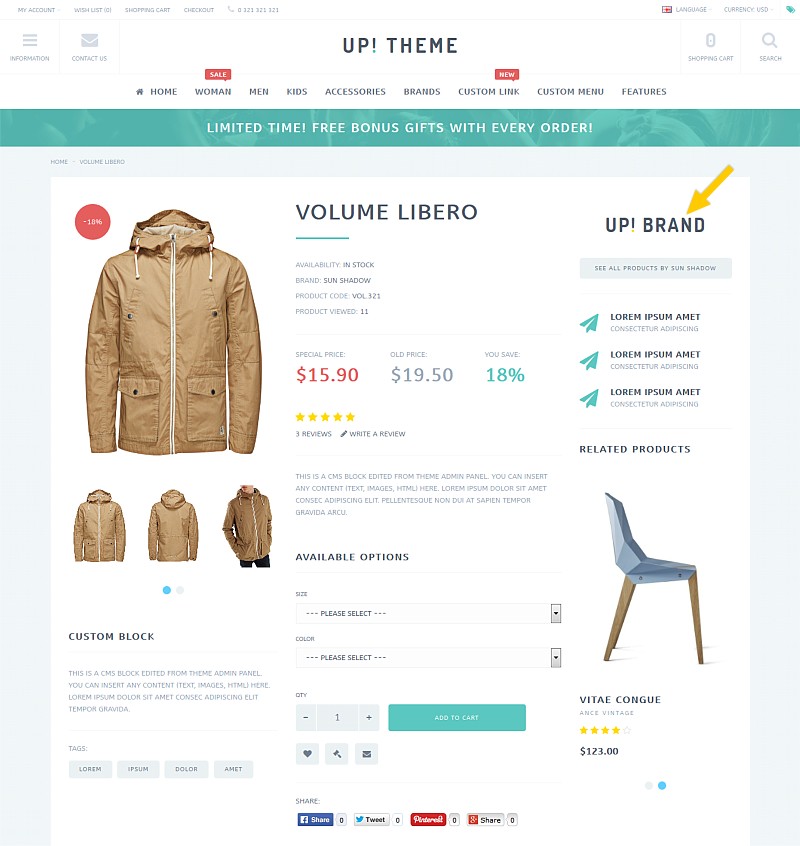 MY ACCOUNT
WISH LIST (0)
SHOPPING CART
CHECKOUT
0 321 321 321
LANGUAGE
CURRENCY: USD
INFORMATION
CONTACT US
UP! THEME
0
SHOPPING CART
SEARCH
SALE
NEW
HOME
WOMAN
MEN
KIDS
ACCESSORIES
BRANDS
CUSTOM LINK
CUSTOM MENU
FEATURES
LIMITED TIME! FREE BONUS GIFTS WITH EVERY ORDER!
HOME - VOLUME LIBERO
-18%
CUSTOM BLOCK
THIS IS A CMS BLOCK EDITED FROM THEME ADMIN PANEL.
YOU CAN INSERT ANY CONTENT (TEXT, IMAGES, HTML) HERE.
LOREM IPSUM DOLOR SIT AMET CONSEC ADIPISCING ELIT
TEMPOR GRAVIDA.
TAGS:
LOREM
IPSUM
DOLOR
AMET
VOLUME LIBERO
AVAILABILITY: IN STOCK
BRAND: SUN SHADOW
PRODUCT CODE: VOL.321
PRODUCT VIEWED: 11
SPECIAL PRICE:
OLD PRICE:
YOU SAVE:
$15.90
$19.50
18%
3 REVIEWS
WRITE A REVIEW
THIS IS A CMS BLOCK EDITED FROM THEME ADMIN PANEL. YOU CAN INSERT
ANY CONTENT (TEXT, IMAGES, HTML) HERE. LOREM IPSUM DOLOR SIT AMET
CONSEC ADIPISCING ELIT. PELLENTESQUE NON DUI AT SAPIEN TEMPOR
GRAVIDA ARCU.
AVAILABLE OPTIONS
SIZE
--- PLEASE SELECT ---
COLOR
--- PLEASE SELECT ---
QTY
- 1 +
ADD TO CART
SHARE:
Share 0
Tweet 0
Pinterest 0
Share 0
UP! BRAND
SEE ALL PRODUCTS BY SUN SHADOW
LOREM IPSUM AMET
CONSECTETUR ADIPISCING
LOREM IPSUM AMET
CONSECTETUR ADIPISCING
LOREM IPSUM AMET
CONSECTETUR ADIPISCING
RELATED PRODUCTS
VITAE CONGUE
ANCE VINTAGE
$123.00